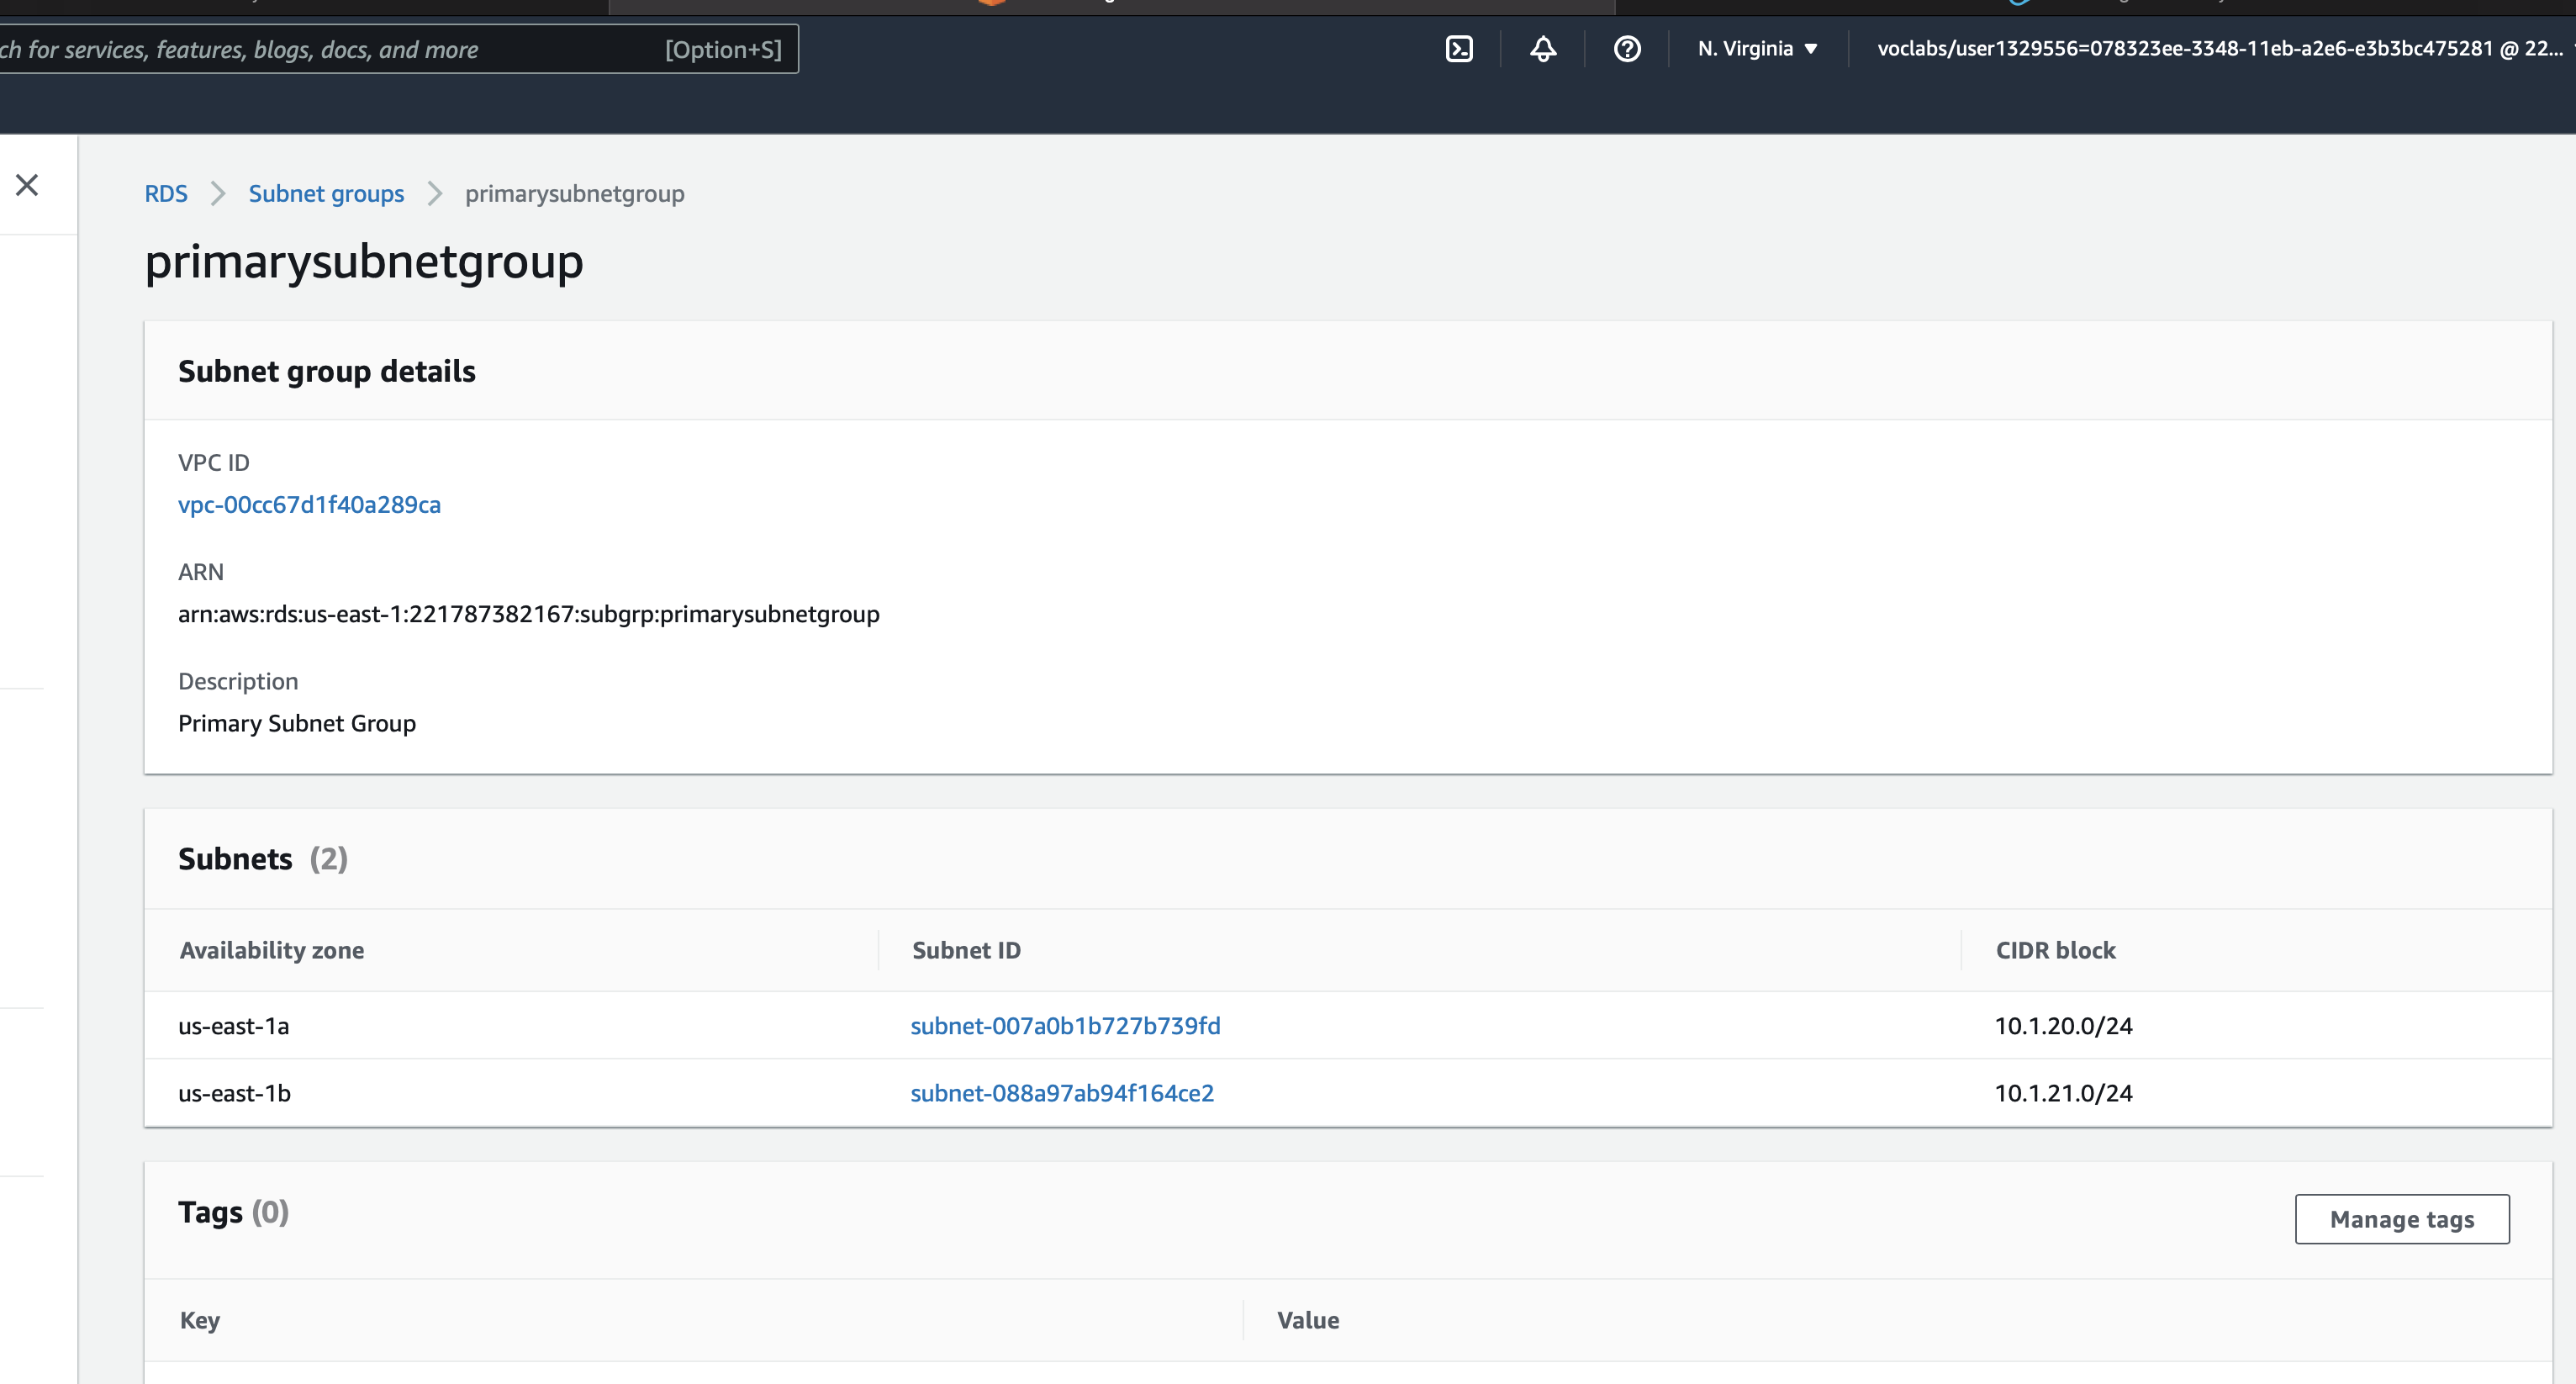 ch for services, features, blogs, docs, and more [Option+S] N. Virginia voclabs/user1329556=078323ee-3348-11eb-a2e6-e3b3bc475281 @ 22...
RDS Subnet groups primarysubnetgroup
primarysubnetgroup
Subnet group details
VPC ID
vpc-00cc67d1f40a289ca
ARN
arn:aws:rds:us-east-1:221787382167:subgrp:primarysubnetgroup
Description
Primary Subnet Group
Subnets (2)
Availability zone Subnet ID CIDR block
us-east-1a subnet-007a0b1b727b739fd 10.1.20.0/24
us-east-1b subnet-088a97ab94f164ce2 10.1.21.0/24
Tags (0) Manage tags
Key Value